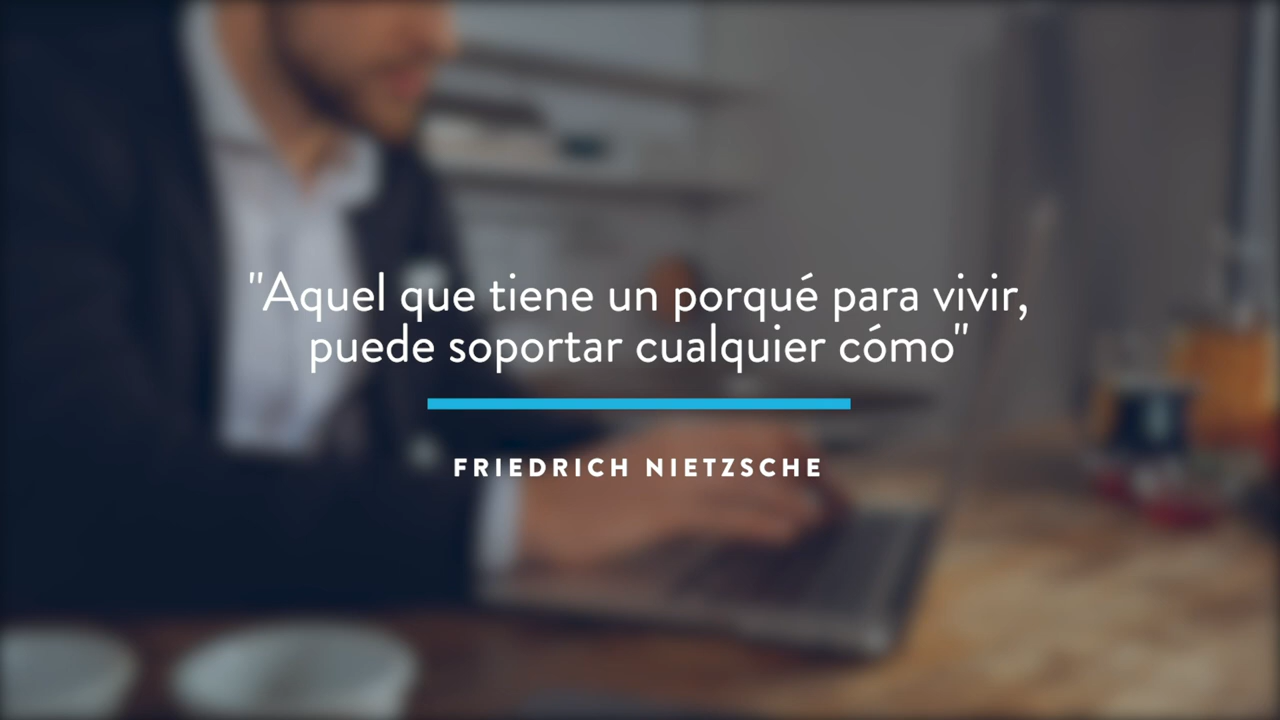 "Aquel que tiene un porqué para vivir,
puede soportar cualquier cómo"
FRIEDRICH NIETZSCHE